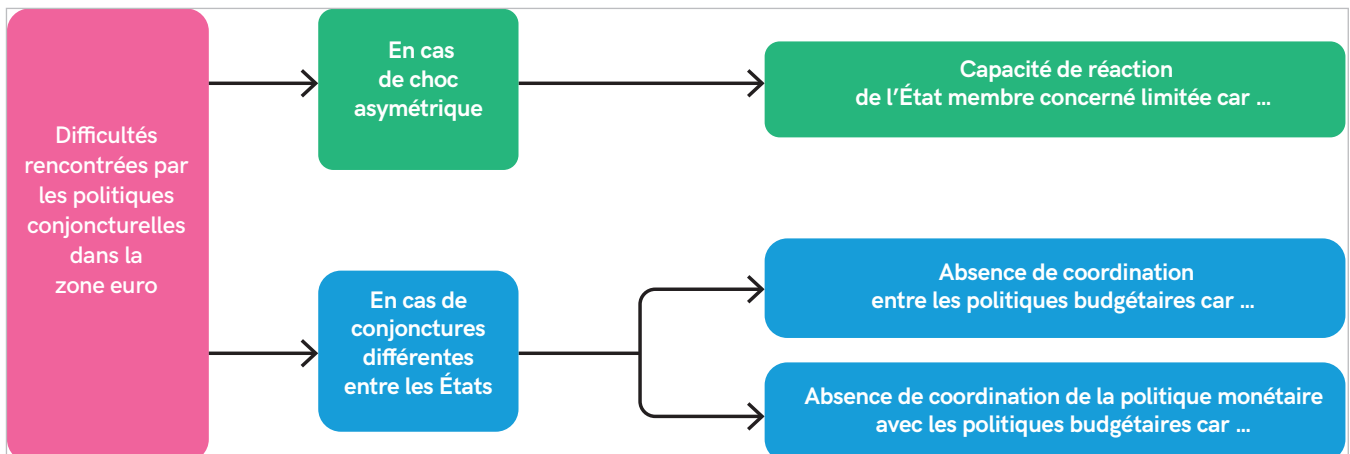 Difficultés
rencontrées par
les politiques
conjoncturelles
dans la
zone euro
En cas
de choc
asymétrique
Capacité de réaction
de l'État membre concerné limitée car ...
En cas de
conjonctures
différentes
entre les États
Absence de coordination
entre les politiques budgétaires car ...
Absence de coordination de la politique monétaire
avec les politiques budgétaires car ...